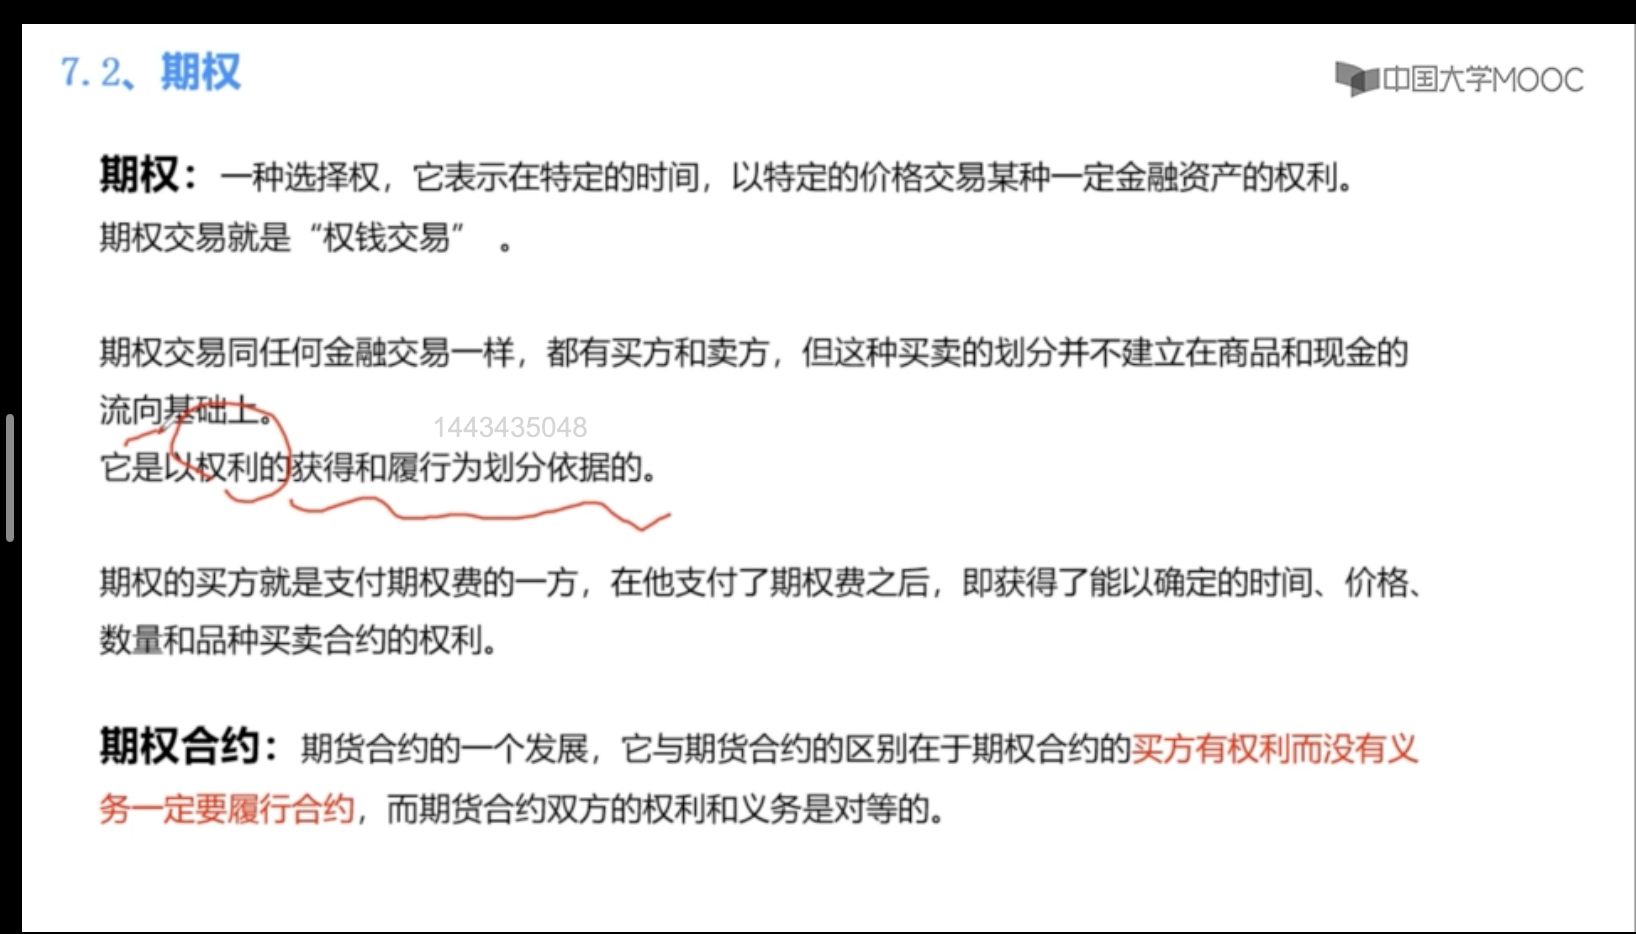 7.2、期权
中国大学MOOC
期权：一种选择权，它表示在特定的时间，以特定的价格交易某种一定金融资产的权利。
期权交易就是“权钱交易” 。
期权交易同任何金融交易一样，都有买方和卖方，但这种买卖的划分并不建立在商品和现金的
流向基础上。
1443435048
它是以权利的获得和履行为划分依据的。
期权的买方就是支付期权费的一方，在他支付了期权费之后，即获得了能以确定的时间、价格、
数量和品种买卖合约的权利。
期权合约：期货合约的一个发展，它与期货合约的区别在于期权合约的买方有权利而没有义
务一定要履行合约，而期货合约双方的权利和义务是对等的。